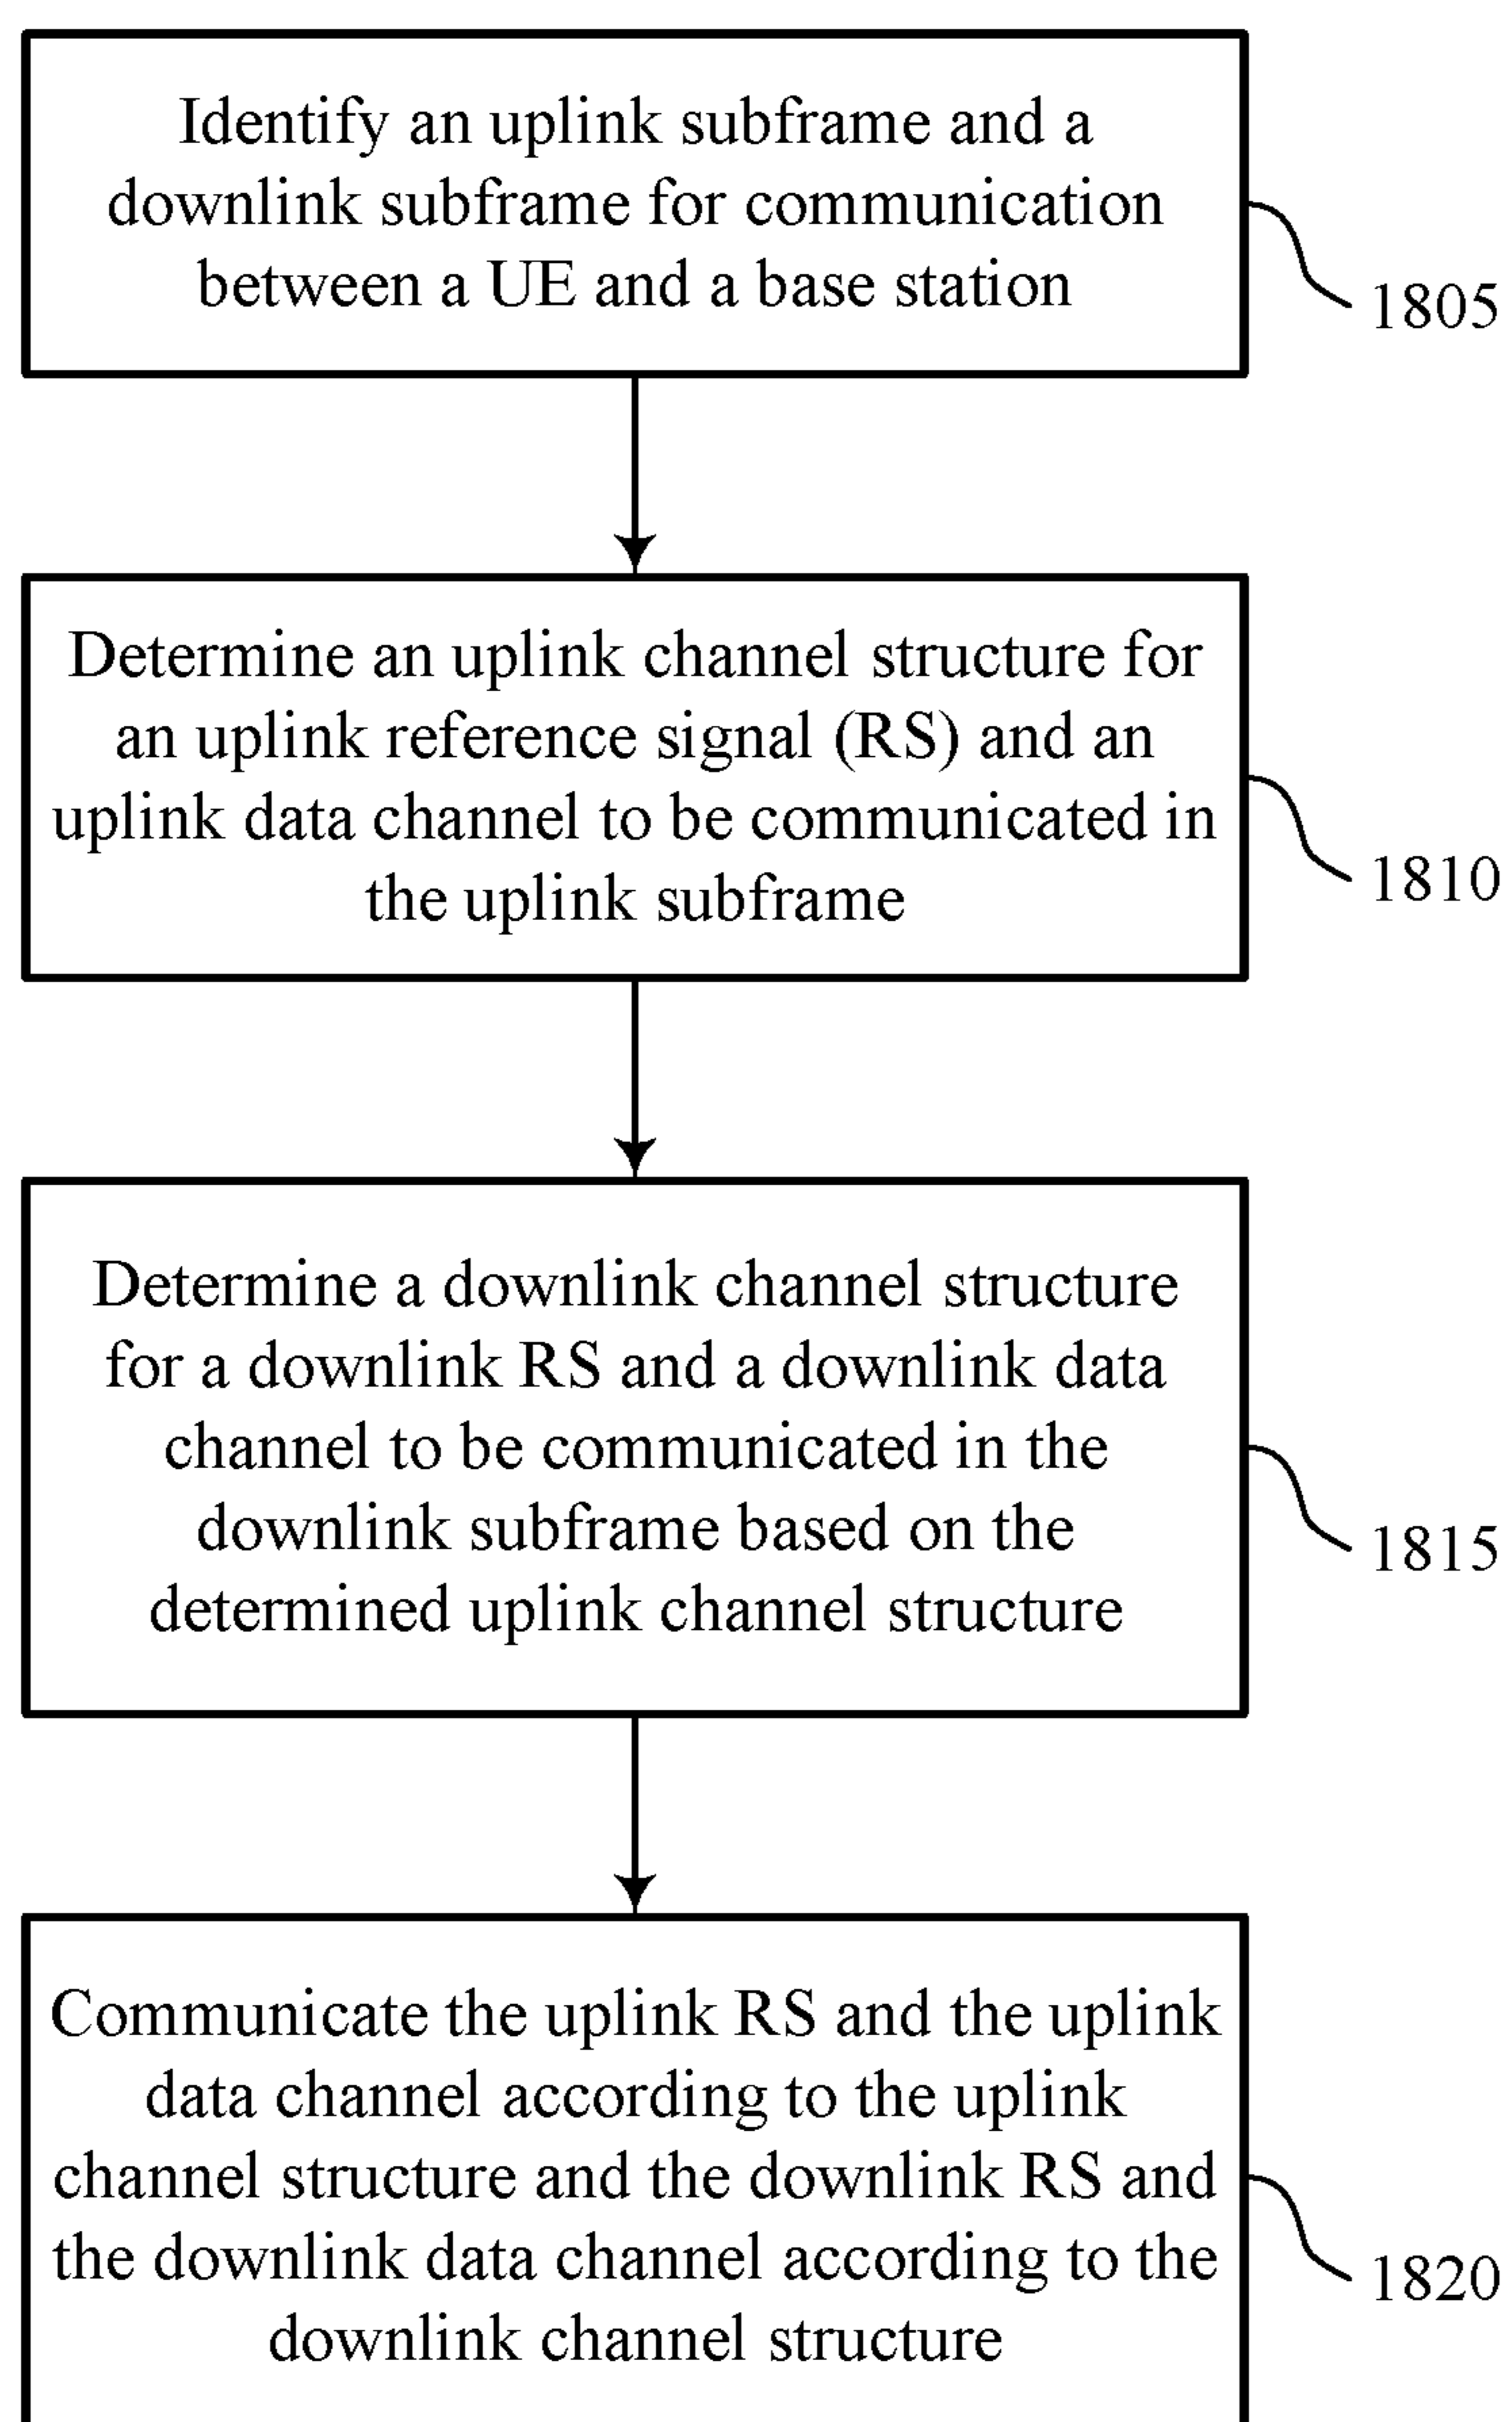 Identify an uplink subframe and a
downlink subframe for communication
between a UE and a base station
1805
Determine an uplink channel structure for
an uplink reference signal (RS) and an
uplink data channel to be communicated in
the uplink subframe
1810
Determine a downlink channel structure
for a downlink RS and a downlink data
channel to be communicated in the
downlink subframe based on the
determined uplink channel structure
1815
Communicate the uplink RS and the uplink
data channel according to the uplink
channel structure and the downlink RS and
the downlink data channel according to the
downlink channel structure
1820